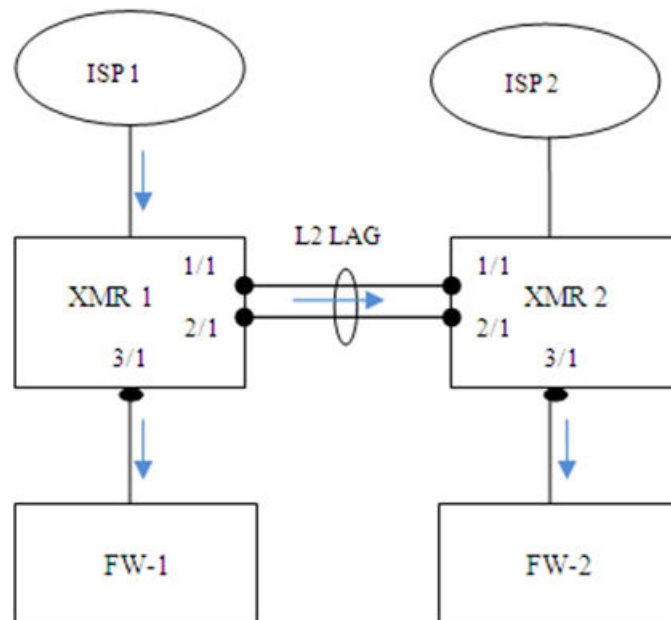 ISP 1
ISP 2
L2 LAG
1/1
1/1
XMR 1
XMR 2
2/1
2/1
3/1
3/1
FW-1
FW-2